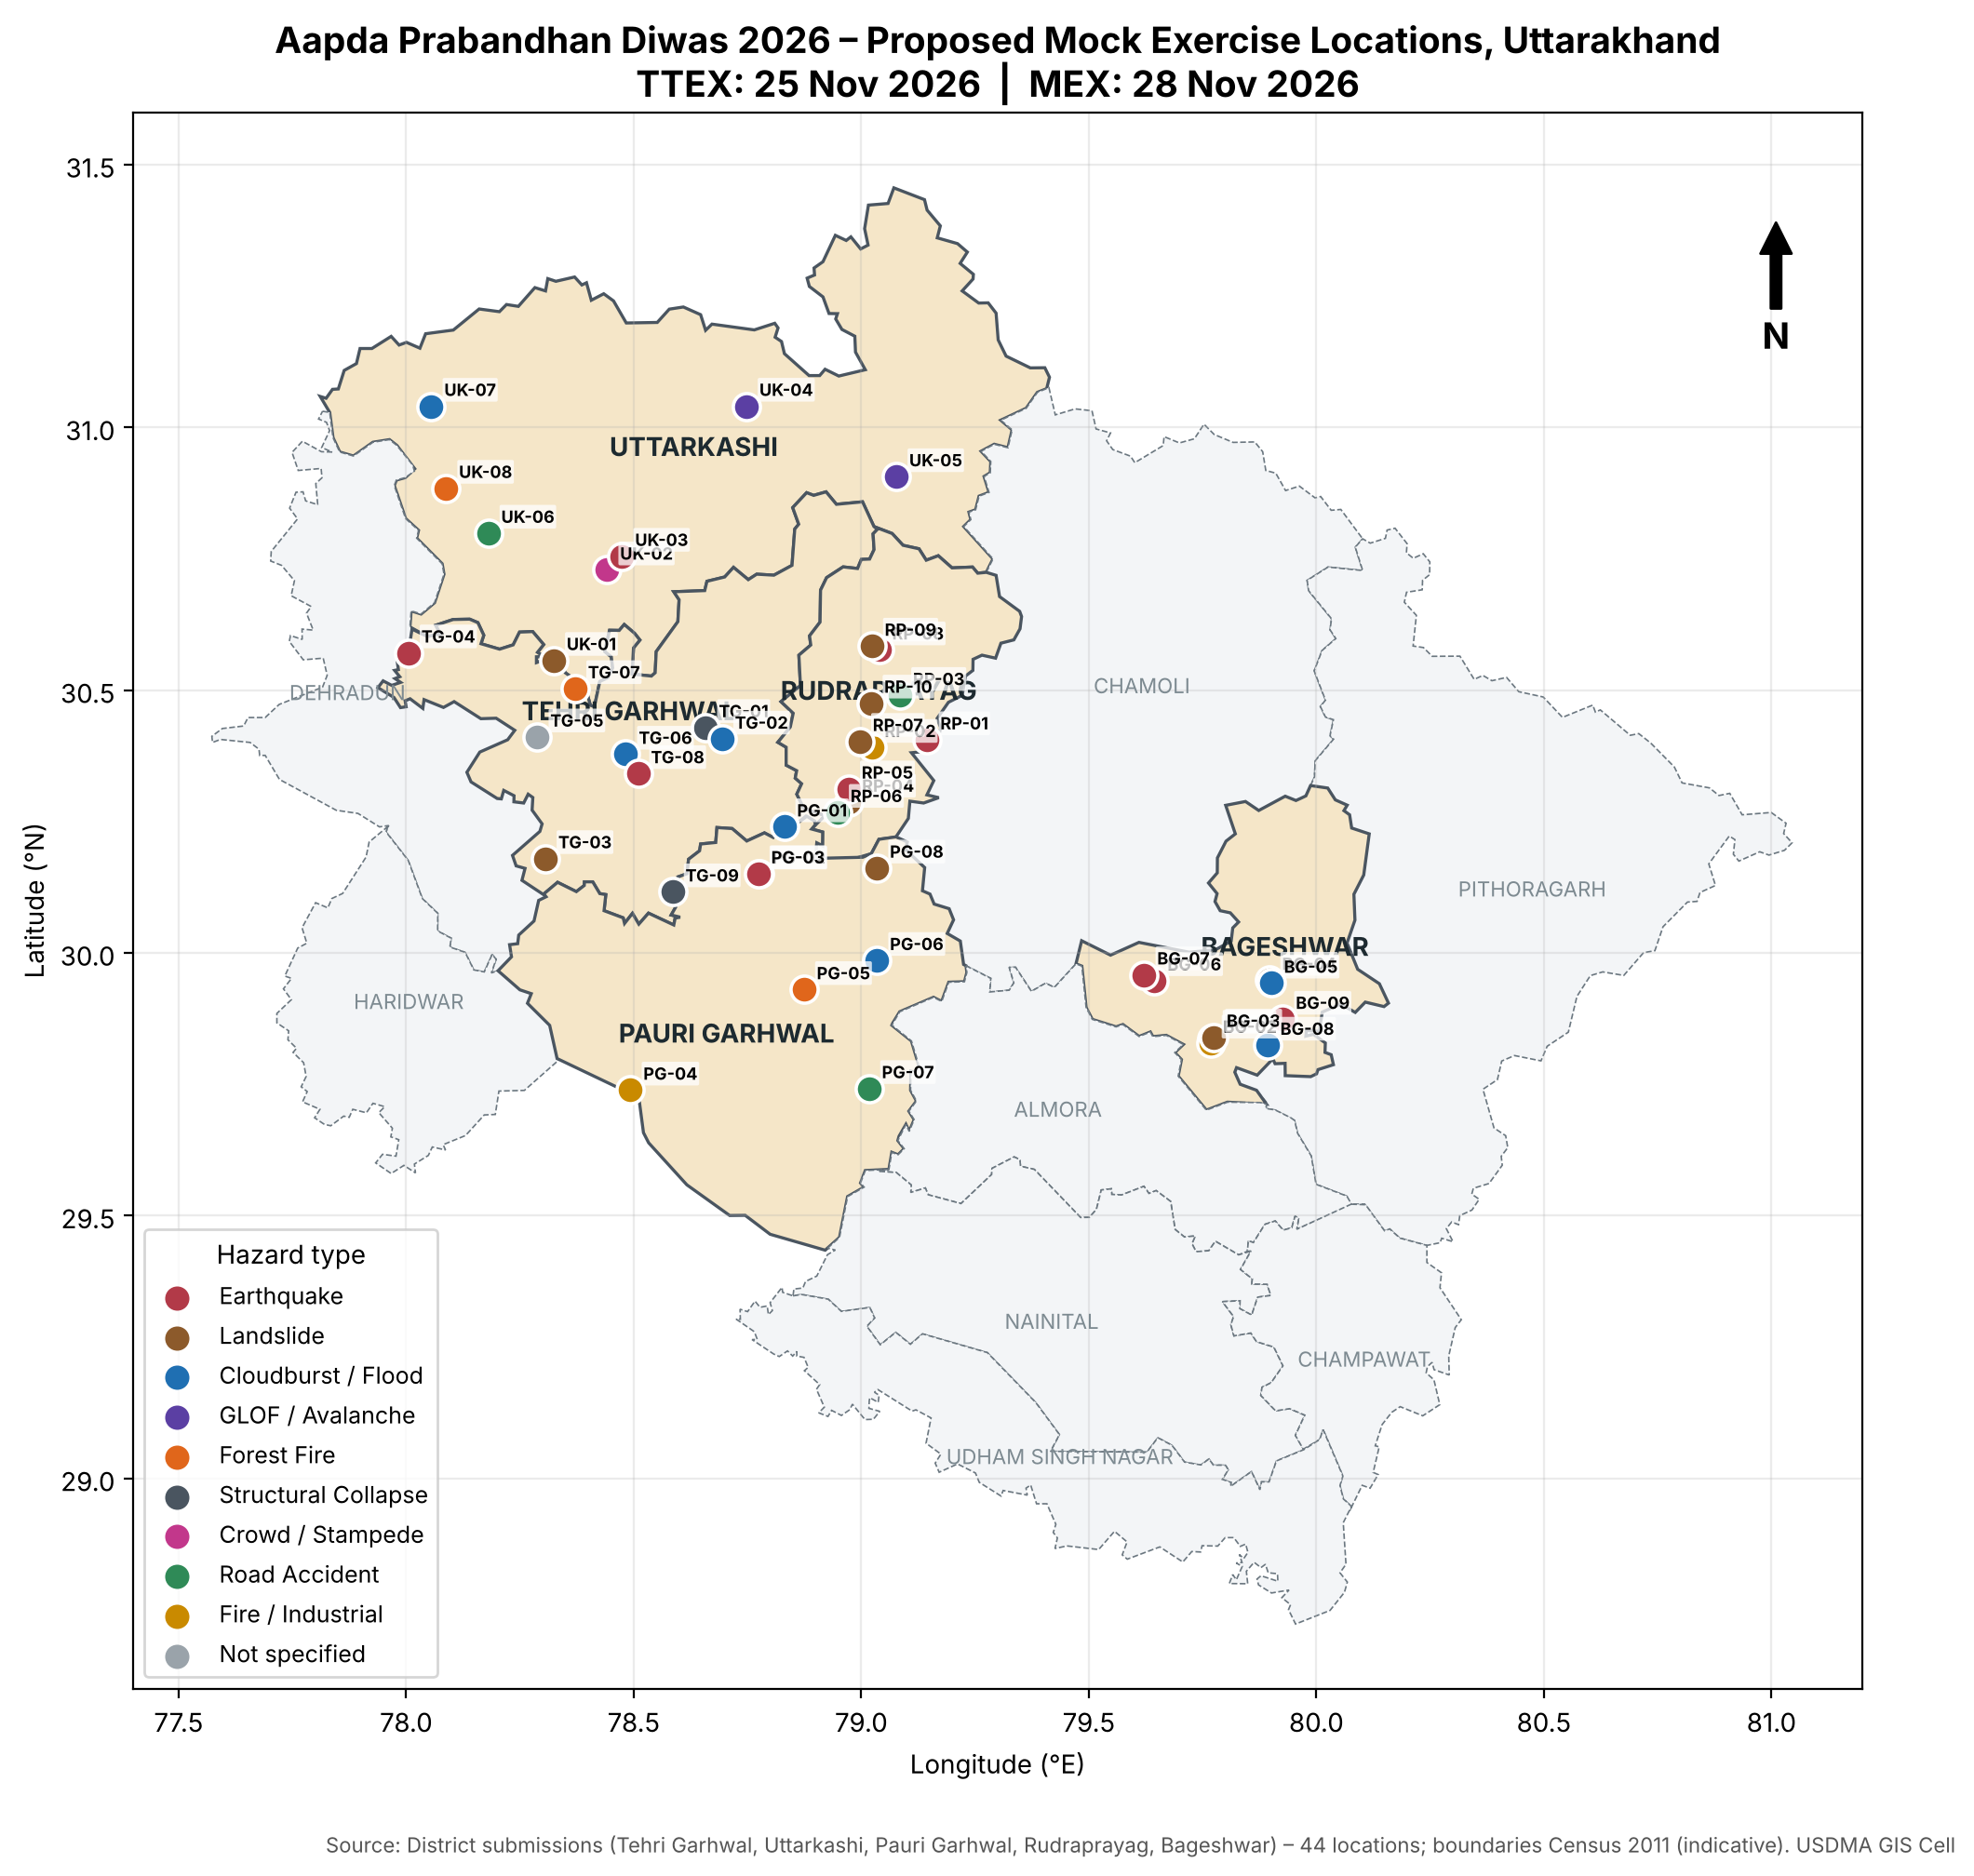 Aapda Prabandhan Diwas 2026 – Proposed Mock Exercise Locations, Uttarakhand
TTEX: 25 Nov 2026 | MEX: 28 Nov 2026
31.5
N
UK-07
UK-04
31.0
UTTARKASHI
UK-05
UK-08
UK-06
UK-03
UK-02
TG-04
RP-09
UK-01
TG-07
RP-03
RP-10
30.5
DEHRADUN
CHAMOLI
TG-01
TG-05
TG-02
RP-07
RP-01
TG-06
TG-08
RP-05
RP-04
RP-06
PG-01
TG-03
PG-08
PG-03
TG-09
PITHORAGARH
30.0
PG-06
BAGESHWAR
BG-07
BG-06
BG-05
PG-05
HARIDWAR
BG-09
PAURI GARHWAL
BG-03
BG-02
BG-08
PG-04
PG-07
ALMORA
29.5
NAINITAL
CHAMPAWAT
UDHAM SINGH NAGAR
29.0
Hazard type
Earthquake
Landslide
Cloudburst / Flood
GLOF / Avalanche
Forest Fire
Structural Collapse
Crowd / Stampede
Road Accident
Fire / Industrial
Not specified
77.5 78.0 78.5 79.0 79.5 80.0 80.5 81.0
Longitude (°E)
Latitude (°N)
Source: District submissions (Tehri Garhwal, Uttarkashi, Pauri Garhwal, Rudraprayag, Bageshwar) – 44 locations; boundaries Census 2011 (indicative). USDMA GIS Cell